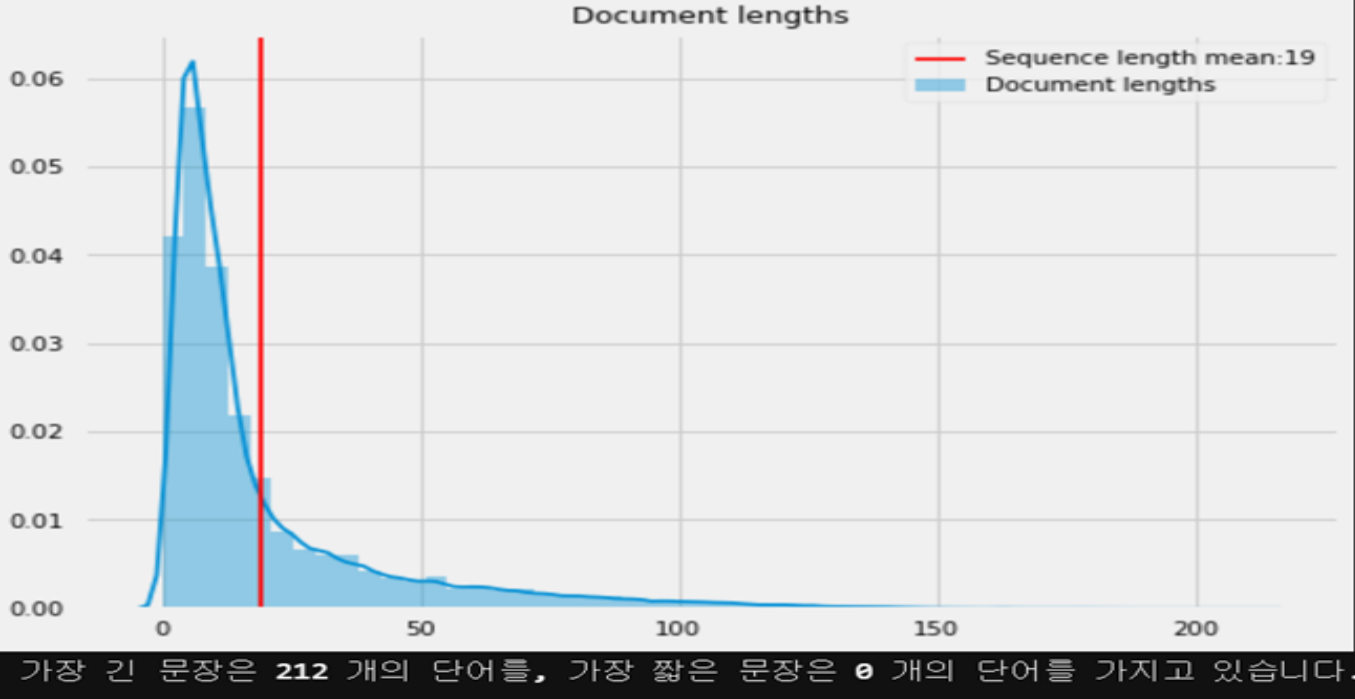 Document lengths
Sequence length mean:19
Document lengths
0.06
0.05
0.04
0.03
0.02
0.01
0.00
0 50 100 150 200
가장 긴 문장은 212 개의 단어를, 가장 짧은 문장은 0 개의 단어를 가지고 있습니다.